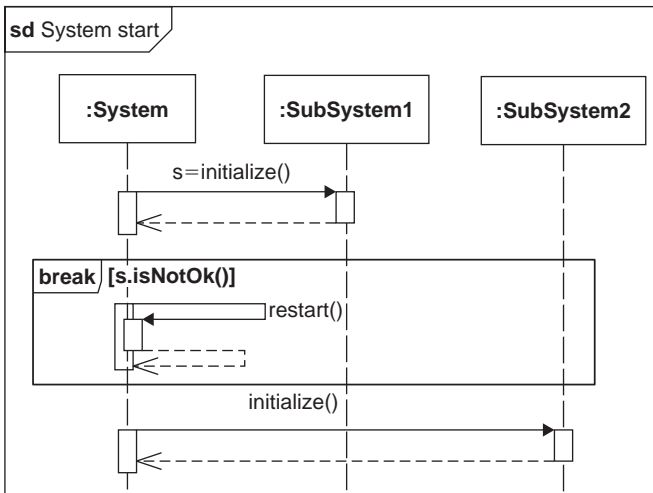 sd System start
:System
:SubSystem1
:SubSystem2
s=initialize()
break [s.isNotOk()]
restart()
initialize()